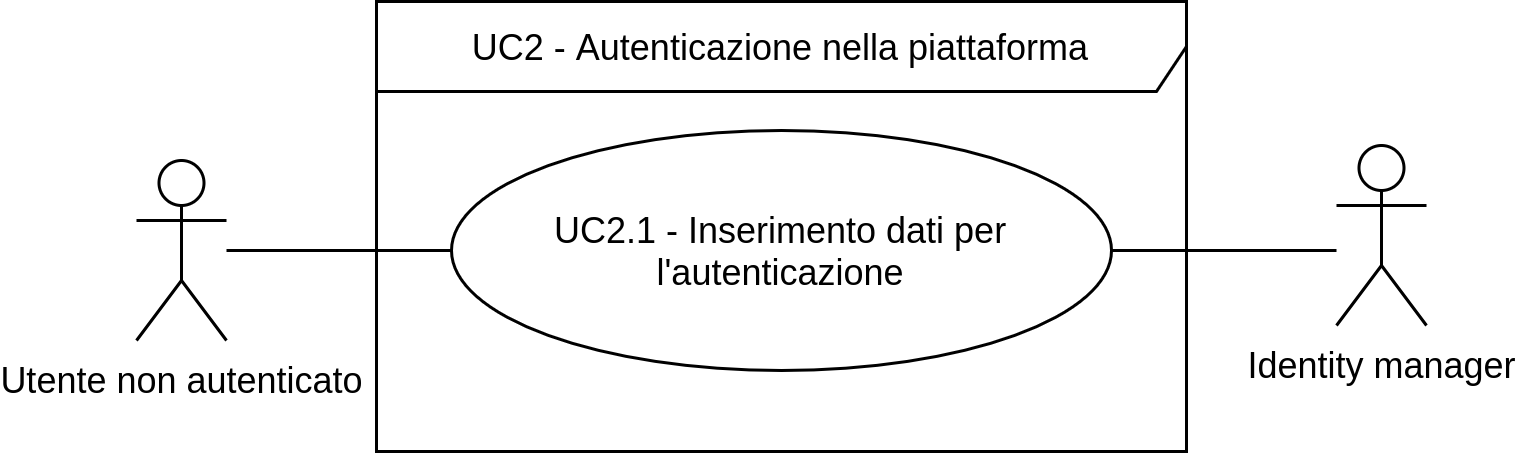 UC2 - Autenticazione nella piattaforma
UC2.1 - Inserimento dati per
l'autenticazione
Utente non autenticato
Identity manager